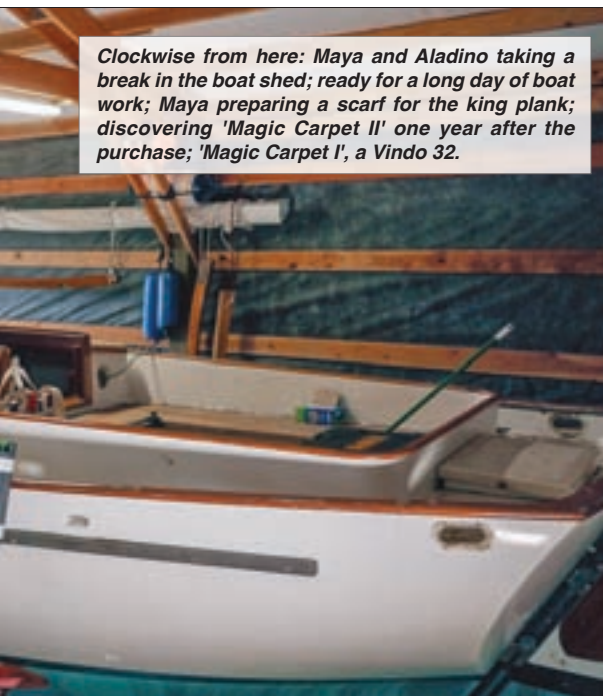 Clockwise from here: Maya and Aladino taking a
break in the boat shed; ready for a long day of boat
work; Maya preparing a scarf for the king plank;
discovering 'Magic Carpet II' one year after the
purchase; 'Magic Carpet I', a Vindo 32.